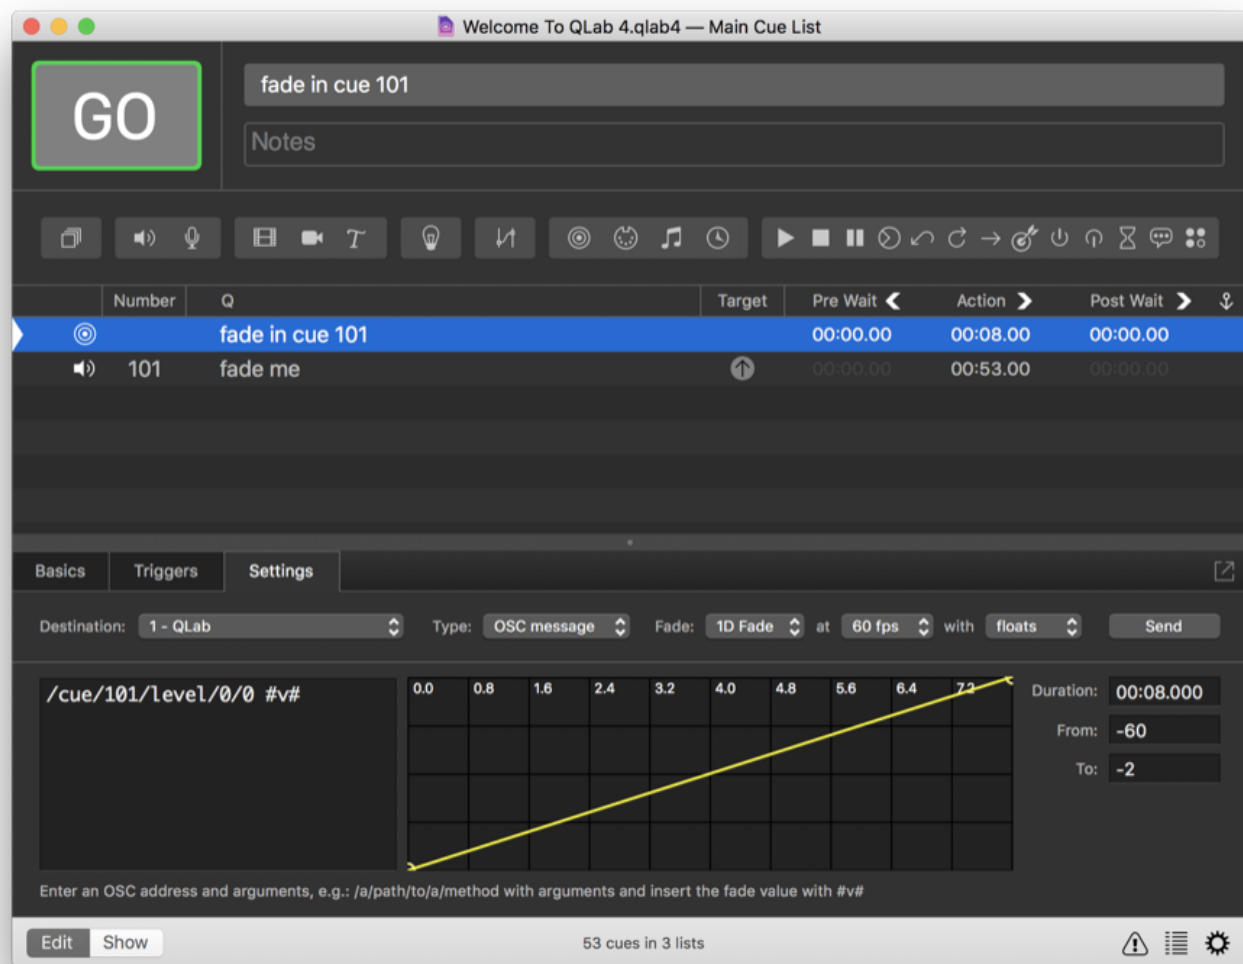 Welcome To QLab 4.qlab4 — Main Cue List
GO
fade in cue 101
Notes
Number Q Target Pre Wait Action Post Wait
fade in cue 101 00:00.00 00:08.00 00:00.00
101 fade me 00:00.00 00:53.00 00:00.00
Basics Triggers Settings
Destination: 1 - QLab Type: OSC message Fade: 1D Fade at 60 fps with floats Send
/cue/101/level/0/0 #v#
0.0 0.8 1.6 2.4 3.2 4.0 4.8 5.6 6.4 7.2
Duration: 00:08.000
From: -60
To: -2
Enter an OSC address and arguments, e.g.: /a/path/to/a/method with arguments and insert the fade value with #v#
Edit Show 53 cues in 3 lists